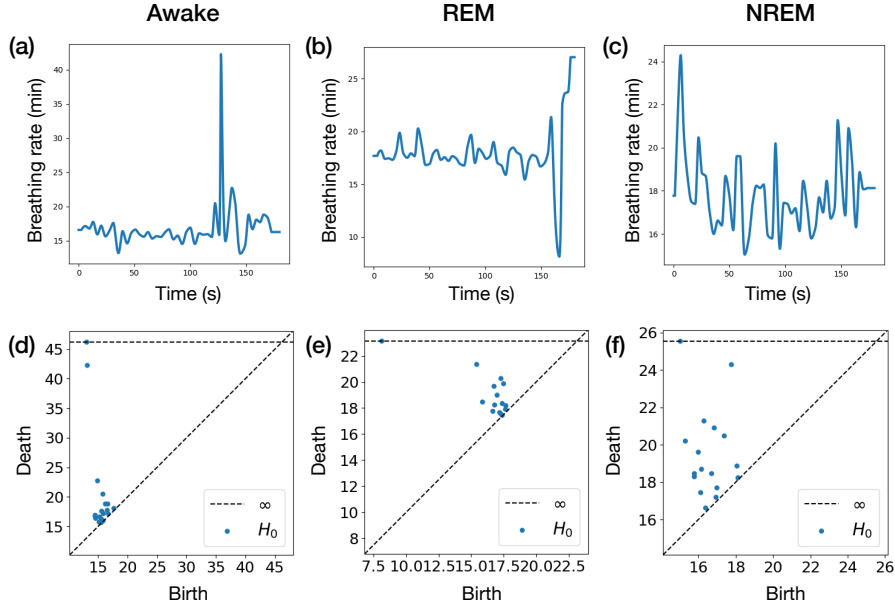 Awake
REM
NREM
(a)
40
35
30
25
20
15
0
50
100
150
Breathing rate (min)
Time (s)
(b)
25
20
15
10
0
50
100
150
Breathing rate (min)
Time (s)
(c)
24
22
20
18
16
0
50
100
150
Breathing rate (min)
Time (s)
(d)
45
40
35
30
25
20
15
15
20
25
30
35
40
45
Death
Birth
∞
H₀
(e)
22
20
18
16
14
12
10
8
7.5
10.0
12.5
15.0
17.5
20.0
22.5
Death
Birth
∞
H₀
(f)
26
24
22
20
18
16
16
18
20
22
24
26
Death
Birth
∞
H₀